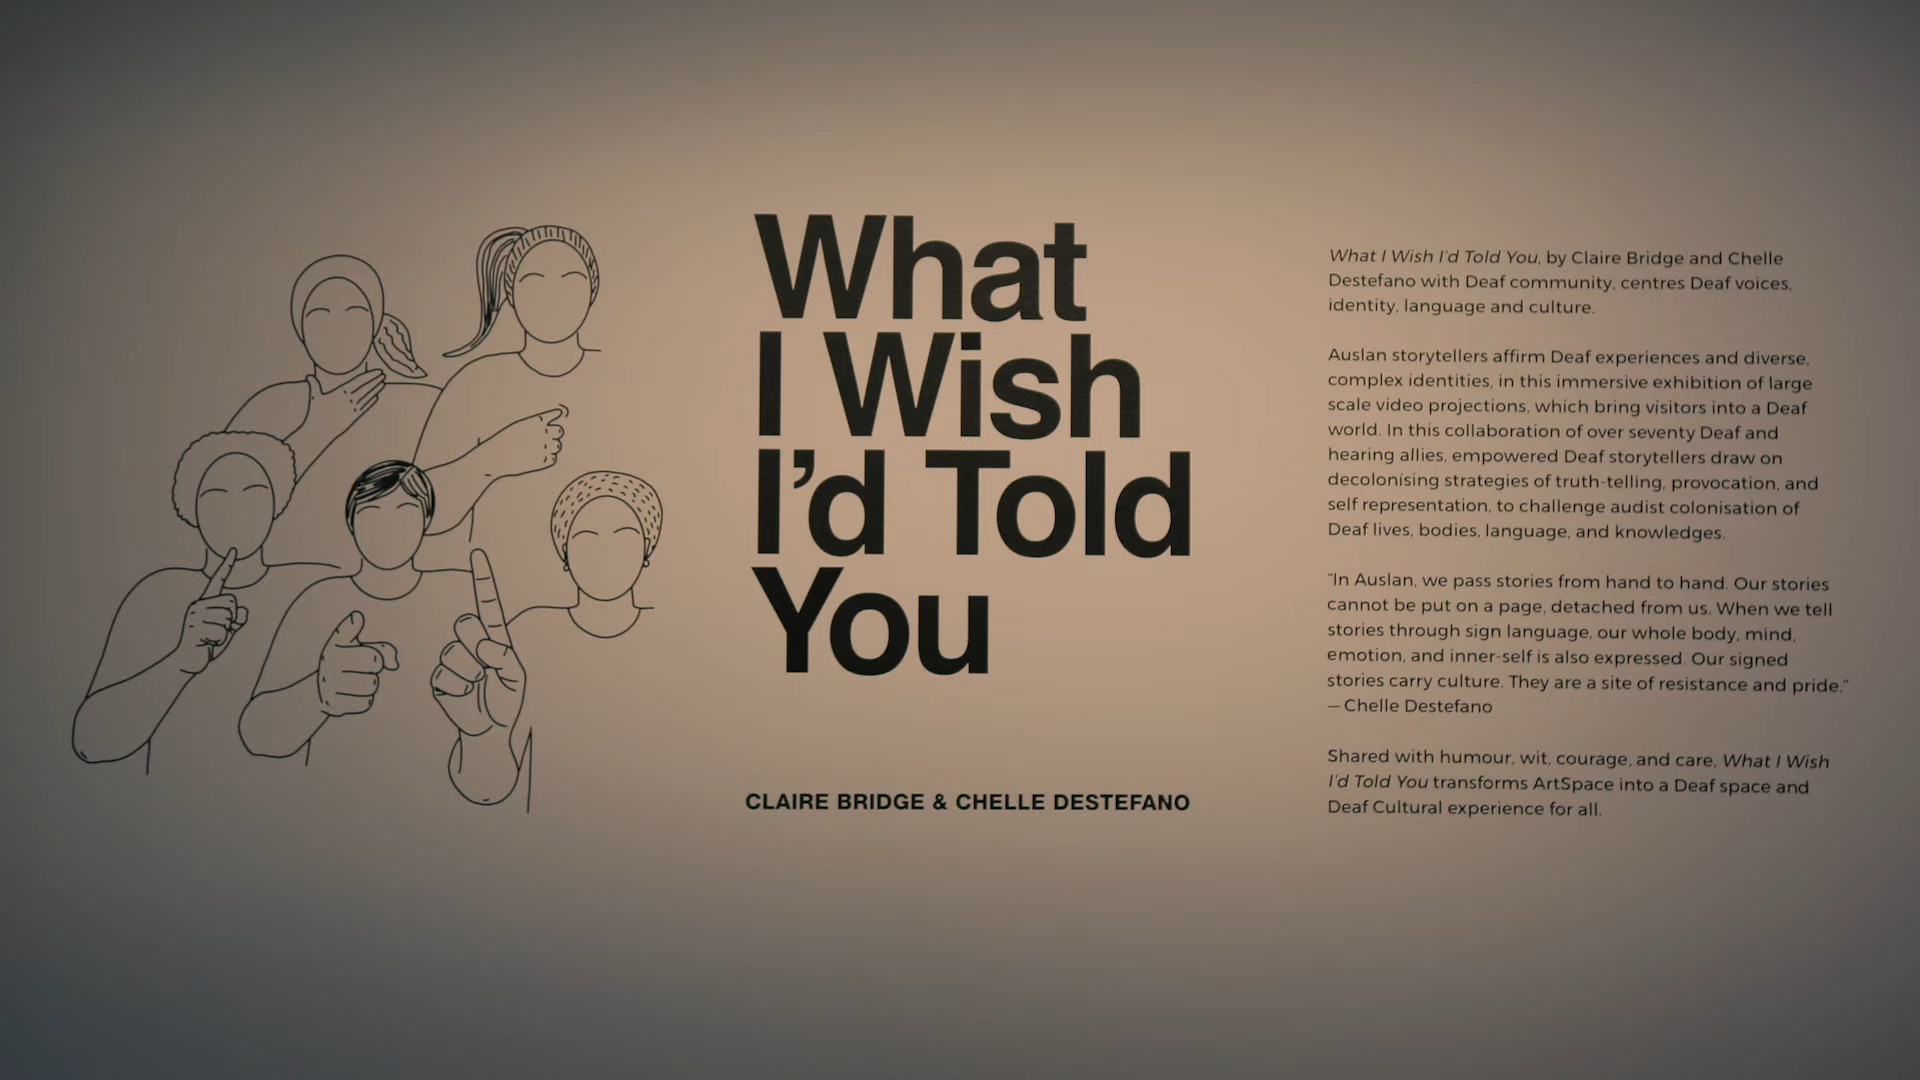 What
I Wish
I'd Told
You
CLAIRE BRIDGE & CHELLE DESTEFANO
What I Wish I'd Told You, by Claire Bridge and Chelle
Destefano with Deaf community, centres Deaf voices,
identity, language and culture.
Auslan storytellers affirm Deaf experiences and diverse,
complex identities, in this immersive exhibition of large
scale video projections, which bring visitors into a Deaf
world. In this collaboration of over seventy Deaf and
hearing allies, empowered Deaf storytellers draw on
decolonising strategies of truth-telling, provocation, and
self representation, to challenge audist colonisation of
Deaf lives, bodies, language, and knowledges.
"In Auslan, we pass stories from hand to hand. Our stories
cannot be put on a page, detached from us. When we tell
stories through sign language, our whole body, mind,
emotion, and inner-self is also expressed. Our signed
stories carry culture. They are a site of resistance and pride."
– Chelle Destefano
Shared with humour, wit, courage, and care, What I Wish
I'd Told You transforms ArtSpace into a Deaf space and
Deaf Cultural experience for all.